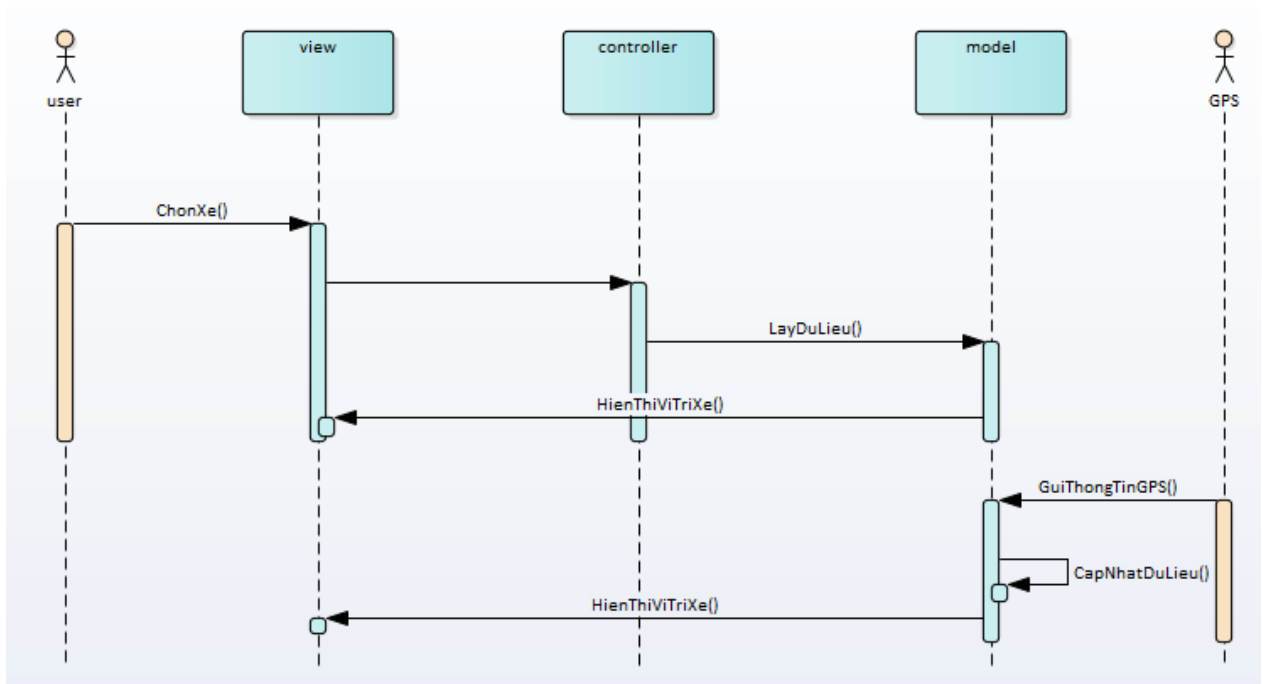 view
controller
model
user
GPS
ChonXe()
LayDuLieu()
HienThiViTriXe()
GuiThongTinGPS()
CapNhatDuLieu()
HienThiViTriXe()